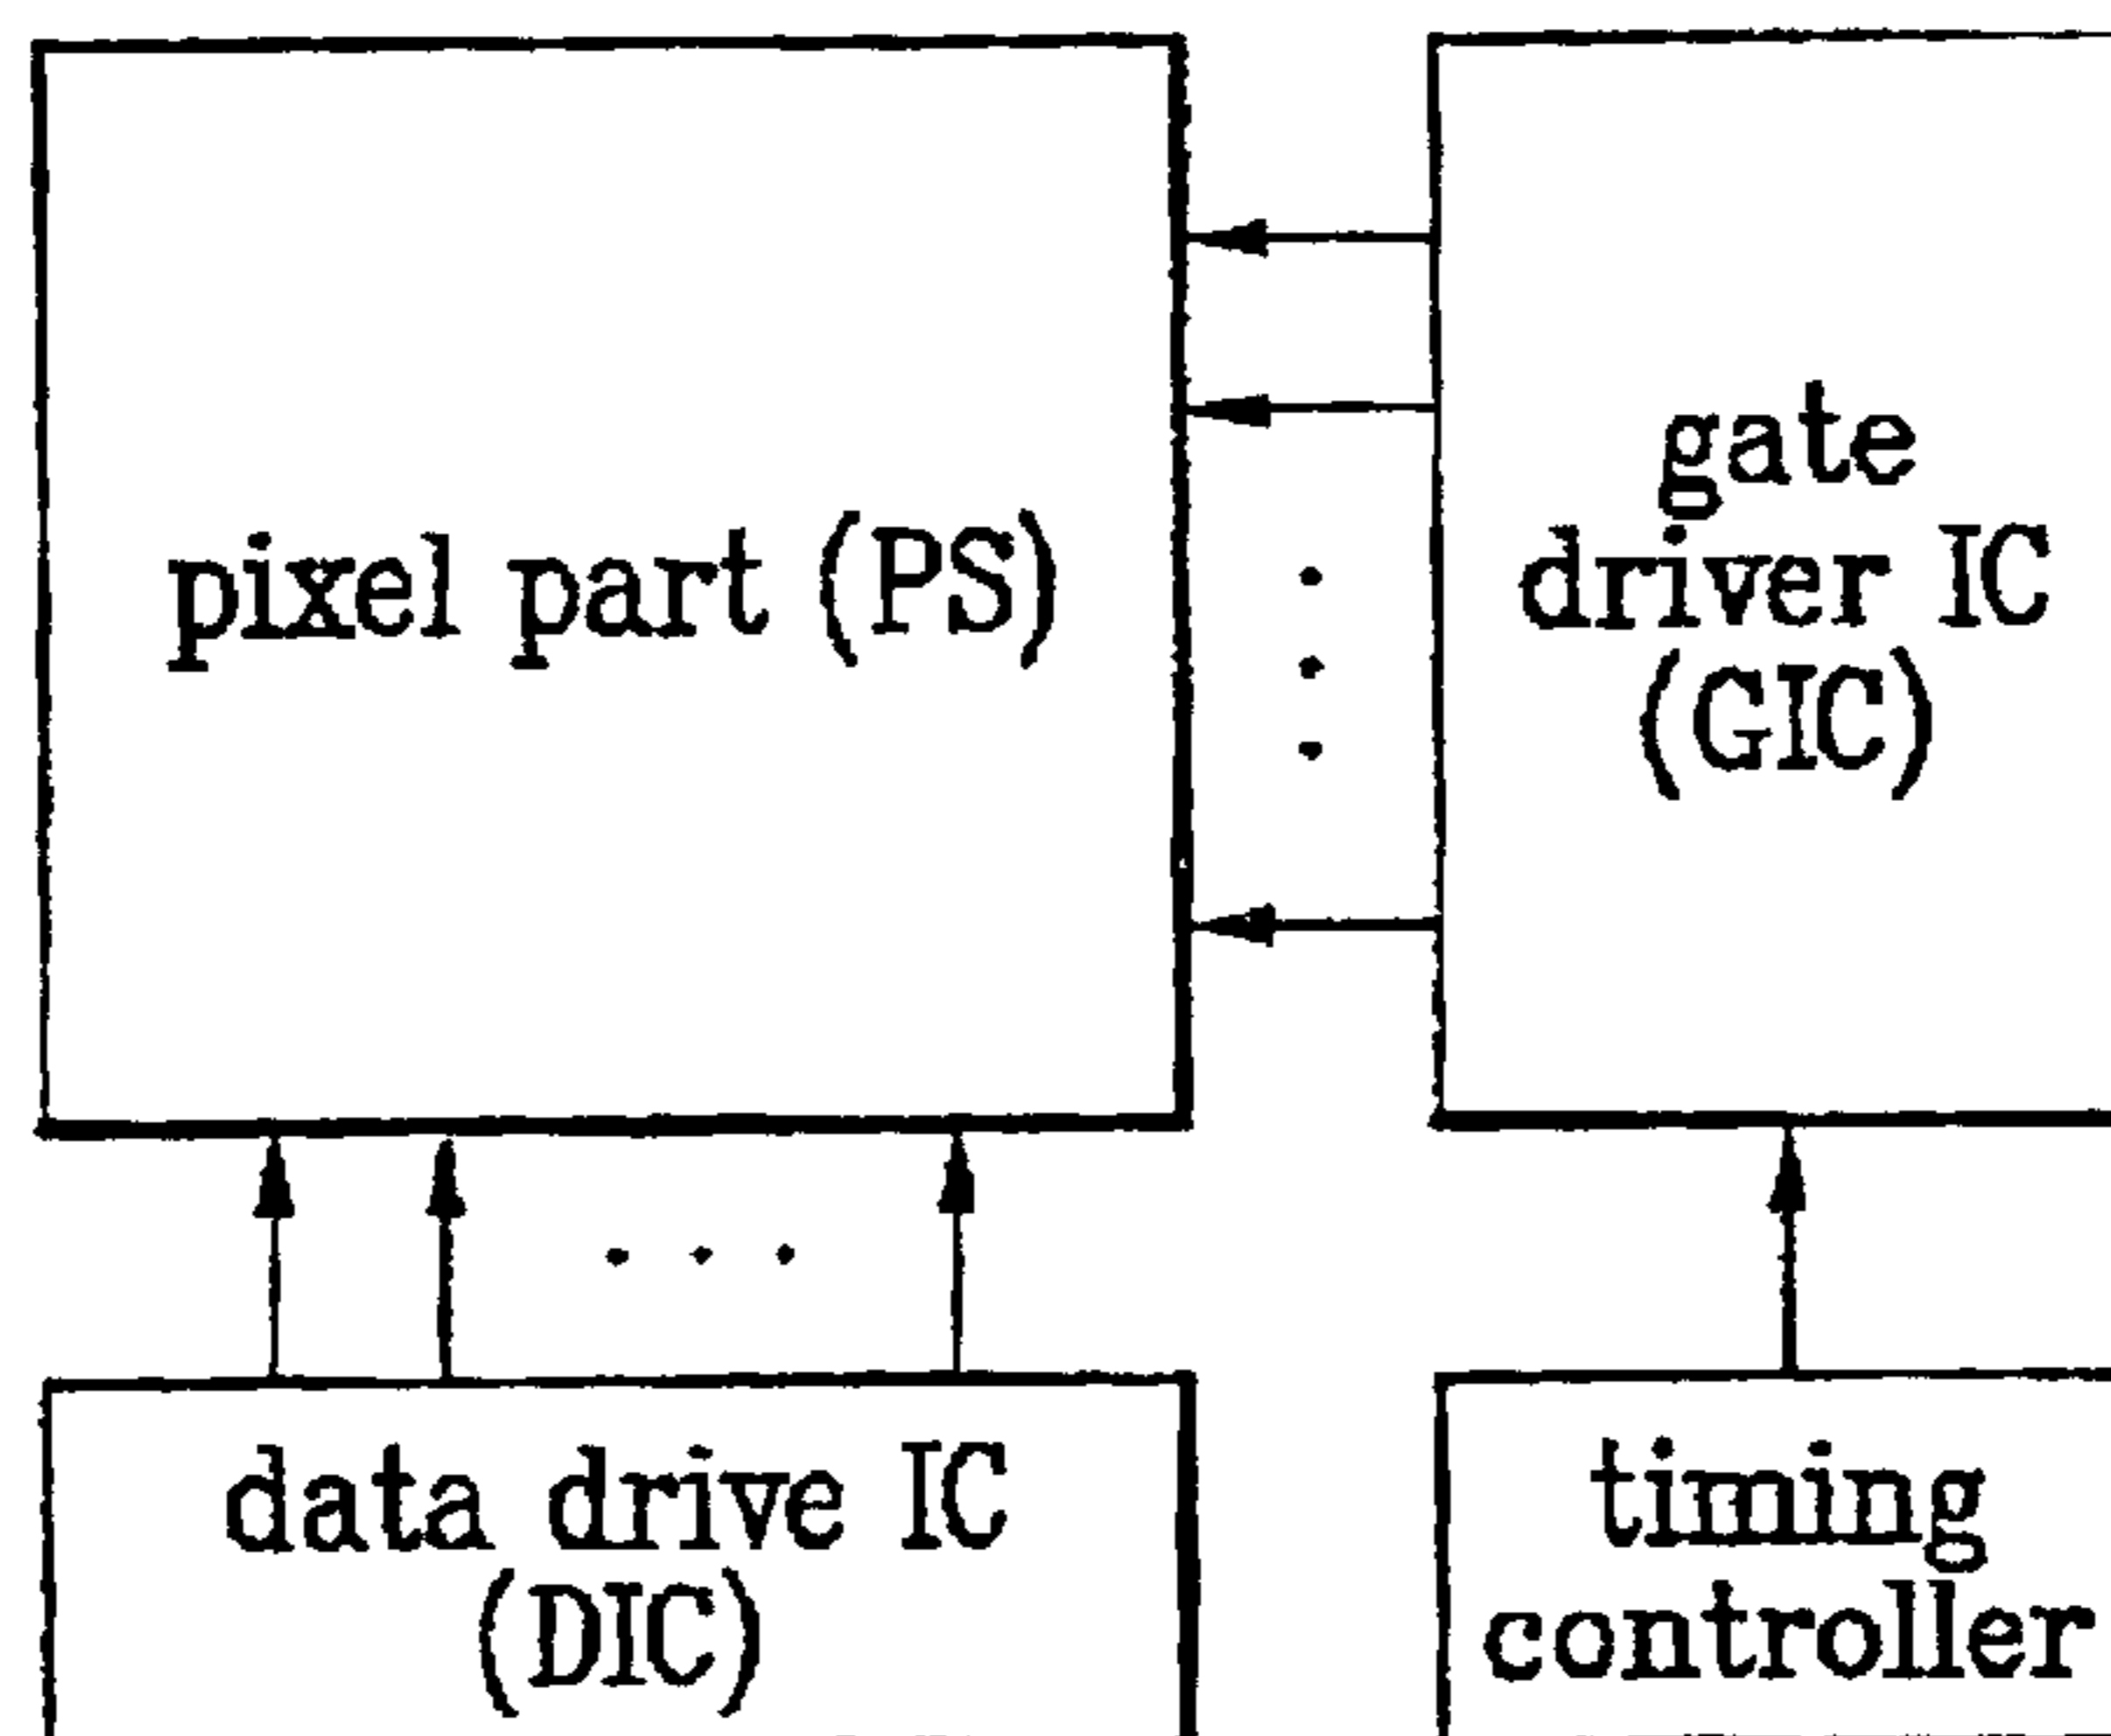 pixel part (PS)
gate
driver IC
(GIC)
data drive IC
(DIC)
timing
controller